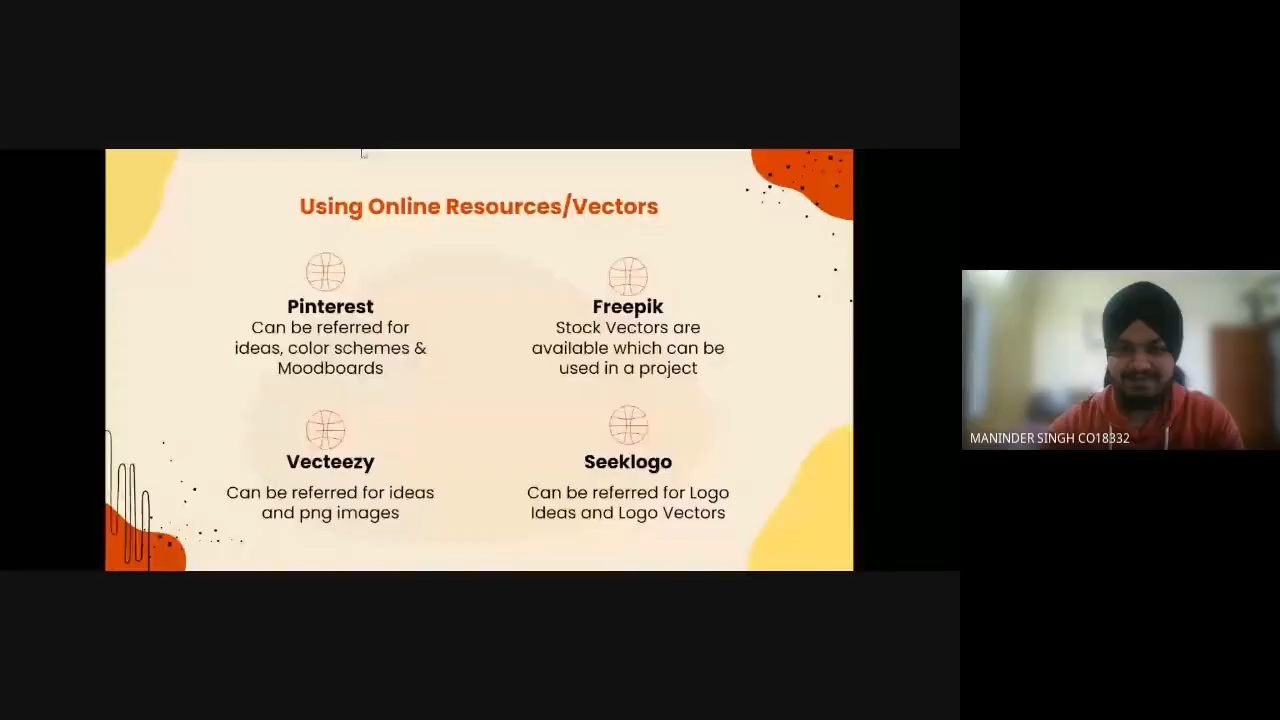 Using Online Resources/Vectors
Pinterest
Can be referred for
ideas, color schemes &
Moodboards
Freepik
Stock Vectors are
available which can be
used in a project
Vecteezy
Can be referred for ideas
and png images
Seeklogo
Can be referred for Logo
Ideas and Logo Vectors
MANINDER SINGH CO18332